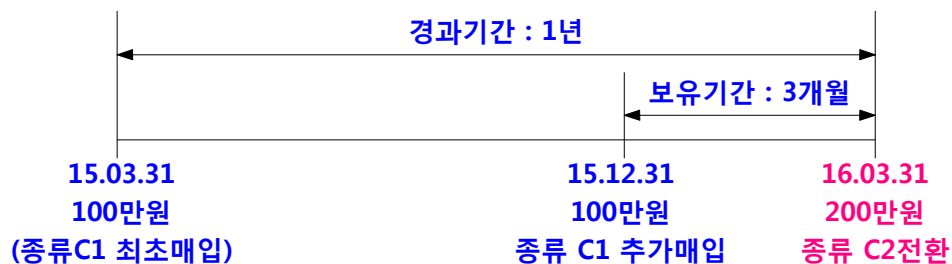 경과기간 : 1년
보유기간 : 3개월
15.03.31
100만원
(종류C1 최초매입)
15.12.31
100만원
종류 C1 추가매입
16.03.31
200만원
종류 C2전환